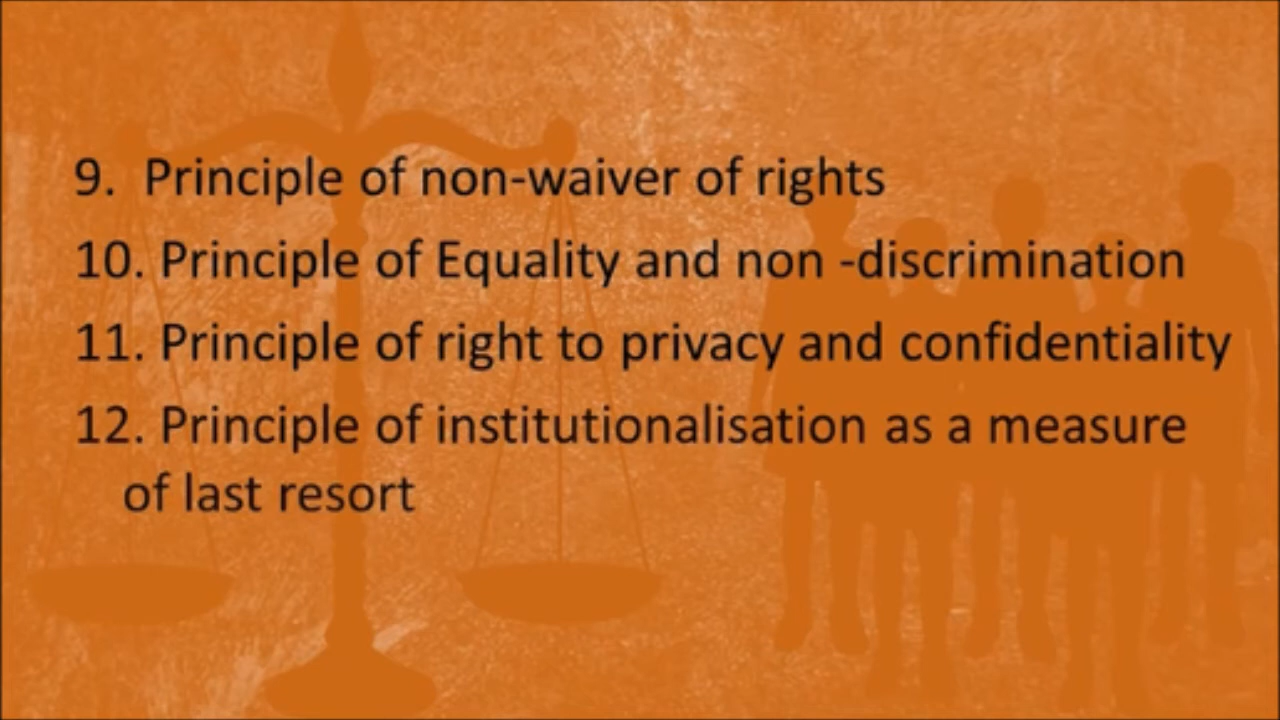 9. Principle of non-waiver of rights
10. Principle of Equality and non -discrimination
11. Principle of right to privacy and confidentiality
12. Principle of institutionalisation as a measure
of last resort